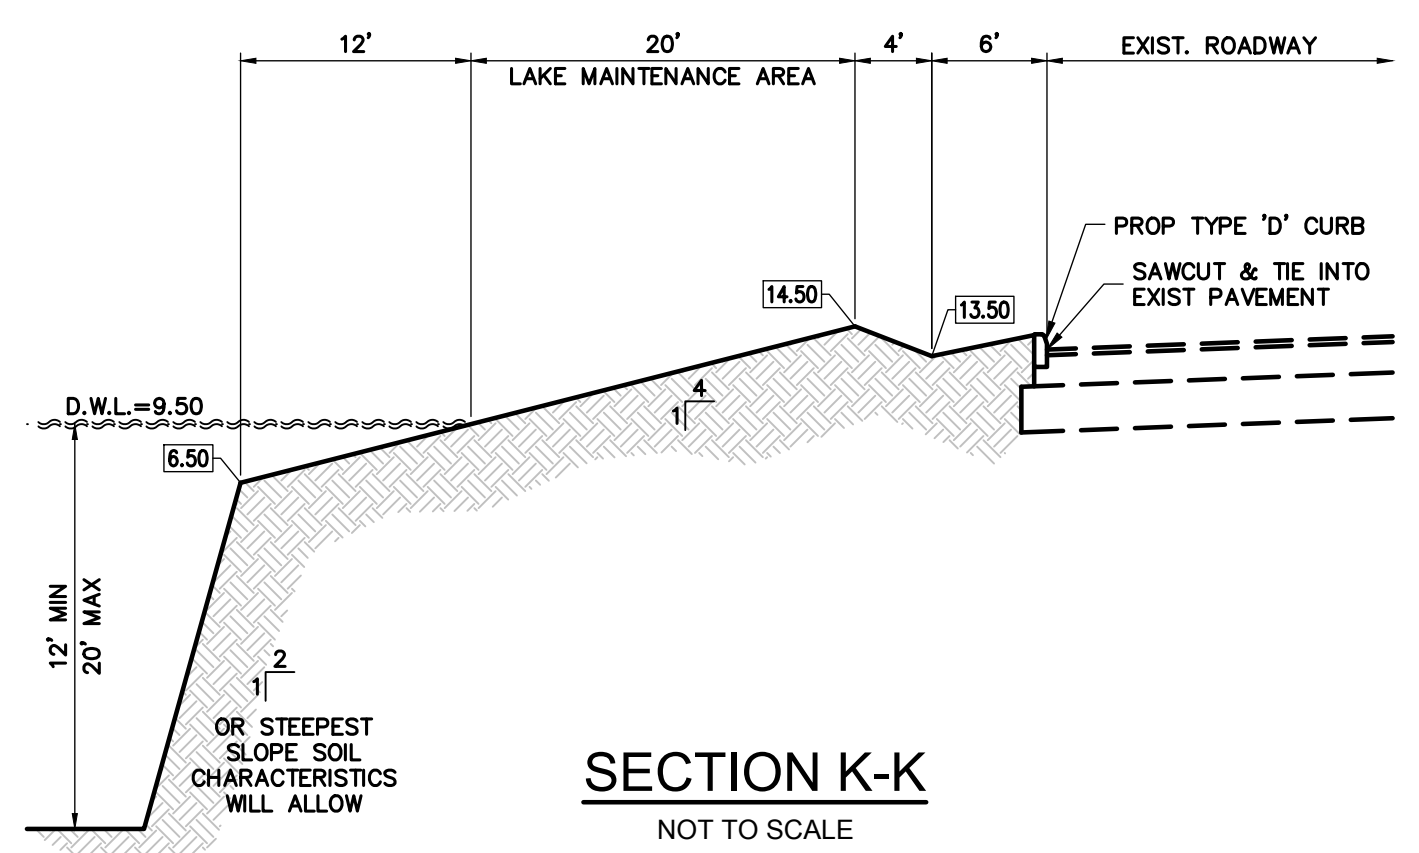 12'
20'
4'
6'
EXIST. ROADWAY
LAKE MAINTENANCE AREA
PROP TYPE 'D' CURB
SAWCUT & TIE INTO
EXIST PAVEMENT
14.50
13.50
D.W.L.=9.50
6.50
4
1
12' MIN
20' MAX
2
1
OR STEEPEST
SLOPE SOIL
CHARACTERISTICS
WILL ALLOW
SECTION K-K
NOT TO SCALE